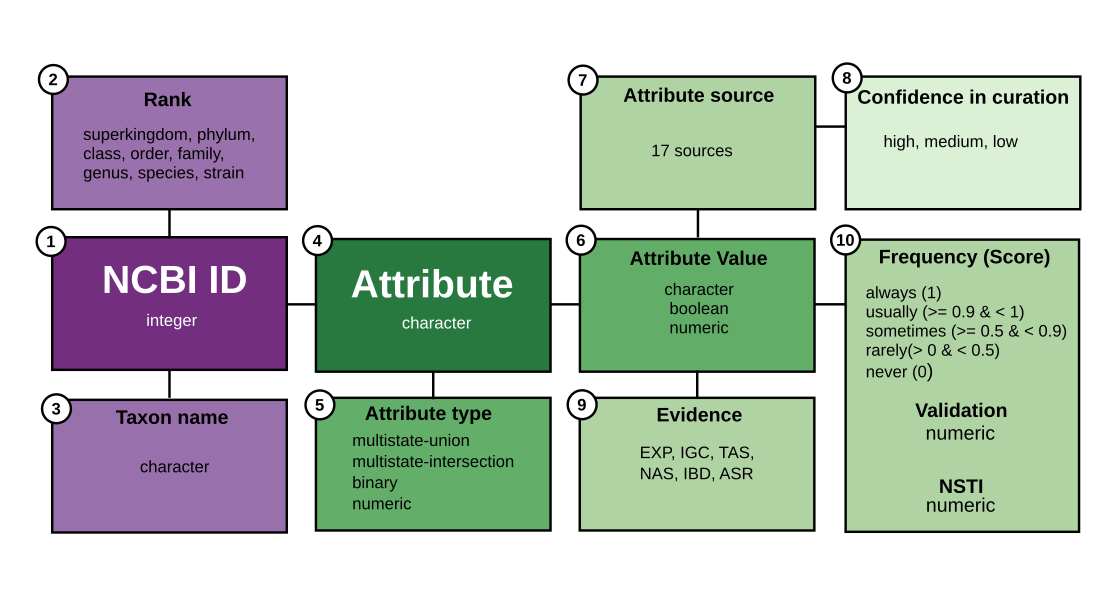 2
Rank
superkingdom, phylum,
class, order, family,
genus, species, strain
1
NCBI ID
integer
3
Taxon name
character
4
Attribute
character
5
Attribute type
multistate-union
multistate-intersection
binary
numeric
6
Attribute Value
character
boolean
numeric
7
Attribute source
17 sources
8
Confidence in curation
high, medium, low
9
Evidence
EXP, IGC, TAS,
NAS, IBD, ASR
10
Frequency (Score)
always (1)
usually (>= 0.9 & < 1)
sometimes (>= 0.5 & < 0.9)
rarely(> 0 & < 0.5)
never (0)
Validation
numeric
NSTI
numeric